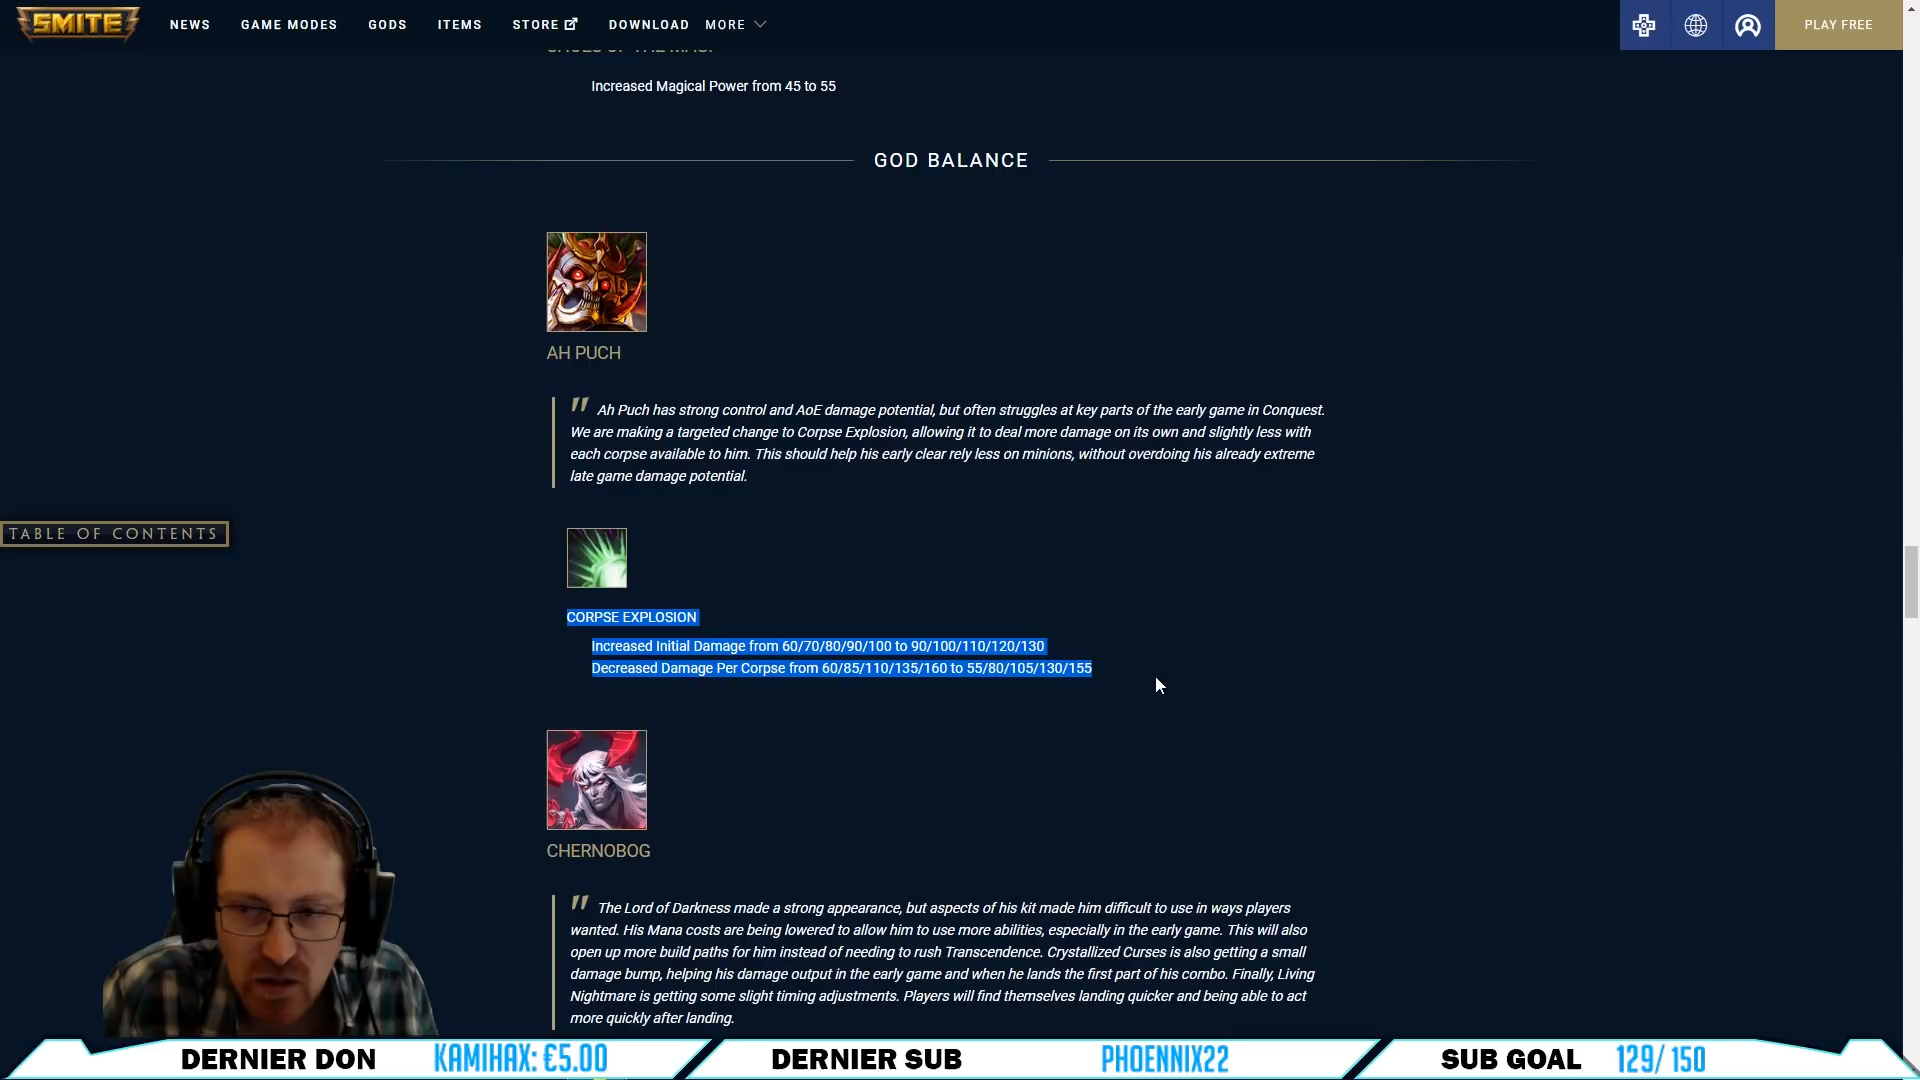 SMITE
NEWS GAME MODES GODS ITEMS STORE DOWNLOAD MORE PLAY FREE
Increased Magical Power from 45 to 55
GOD BALANCE
AH PUCH
" Ah Puch has strong control and AoE damage potential, but often struggles at key parts of the early game in Conquest.
We are making a targeted change to Corpse Explosion, allowing it to deal more damage on its own and slightly less with
each corpse available to him. This should help his early clear rely less on minions, without overdoing his already extreme
late game damage potential.
TABLE OF CONTENTS
CORPSE EXPLOSION
Increased Initial Damage from 60/70/80/90/100 to 90/100/110/120/130
Decreased Damage Per Corpse from 60/85/110/135/160 to 55/80/105/130/155
CHERNOBOG
" The Lord of Darkness made a strong appearance, but aspects of his kit made him difficult to use in ways players
wanted. His Mana costs are being lowered to allow him to use more abilities, especially in the early game. This will also
open up more build paths for him instead of needing to rush Transcendence. Crystallized Curses is also getting a small
damage bump, helping his damage output in the early game and when he lands the first part of his combo. Finally, Living
Nightmare is getting some slight timing adjustments. Players will find themselves landing quicker and being able to act
more quickly after landing.
DERNIER DON KAMIHAX: €5.00 DERNIER SUB PHOENNIX22 SUB GOAL 129/ 150